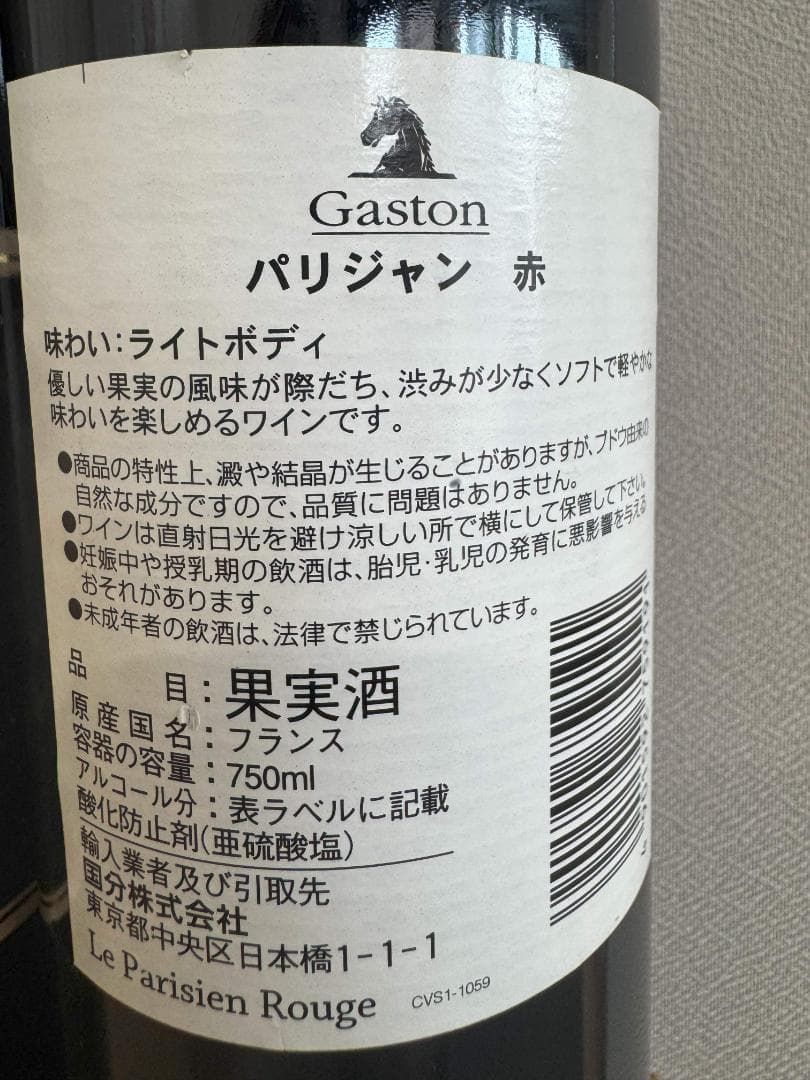 Gaston
パリジャン 赤
味わい:ライトボディ
優しい果実の風味が際だち、渋みが少なくソフトで軽やかな
味わいを楽しめるワインです。
●商品の特性上、澱や結晶が生じることがありますが、ブドウ由来の
自然な成分ですので、品質に問題はありません。
●ワインは直射日光を避け涼しい所で横にして保管して下さい。
●妊娠中や授乳期の飲酒は、胎児・乳児の発育に悪影響を与える
おそれがあります。
●未成年者の飲酒は、法律で禁じられています。
品目:果実酒
原産国名:フランス
容器の容量:750ml
アルコール分:表ラベルに記載
酸化防止剤(亜硫酸塩)
輸入業者及び引取先
国分株式会社
東京都中央区日本橋1-1-1
Le Parisien Rouge CVS1-1059